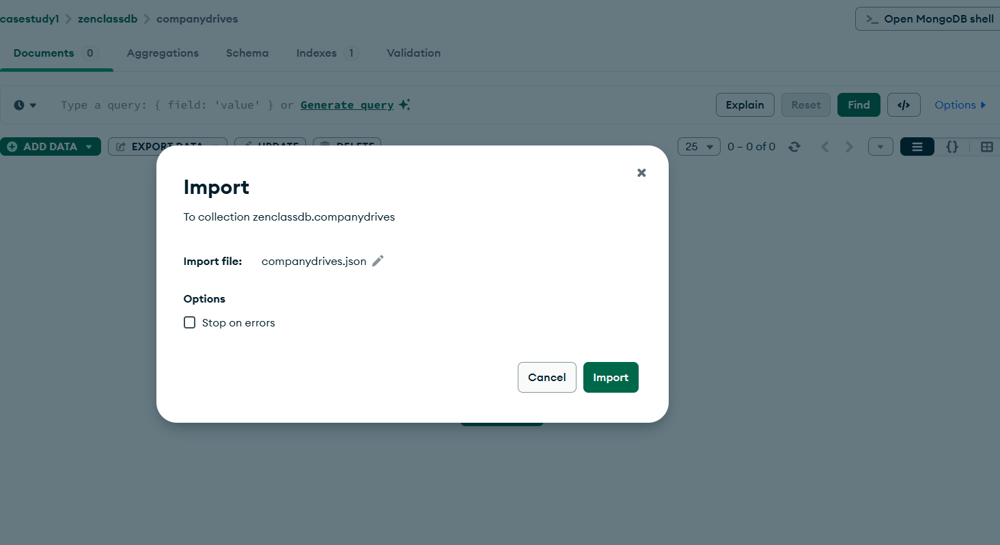 casestudy1 zenclassdb companydrives
>_ Open MongoDB shell
Documents 0 Aggregations Schema Indexes 1 Validation
Type a query: { field: 'value' } or Generate query
Explain Reset Find </> Options
ADD DATA EXPORT DATA UPDATE DELETE 25 0 – 0 of 0 {}
Import
To collection zenclassdb.companydrives
Import file: companydrives.json
Options
Stop on errors
Cancel Import